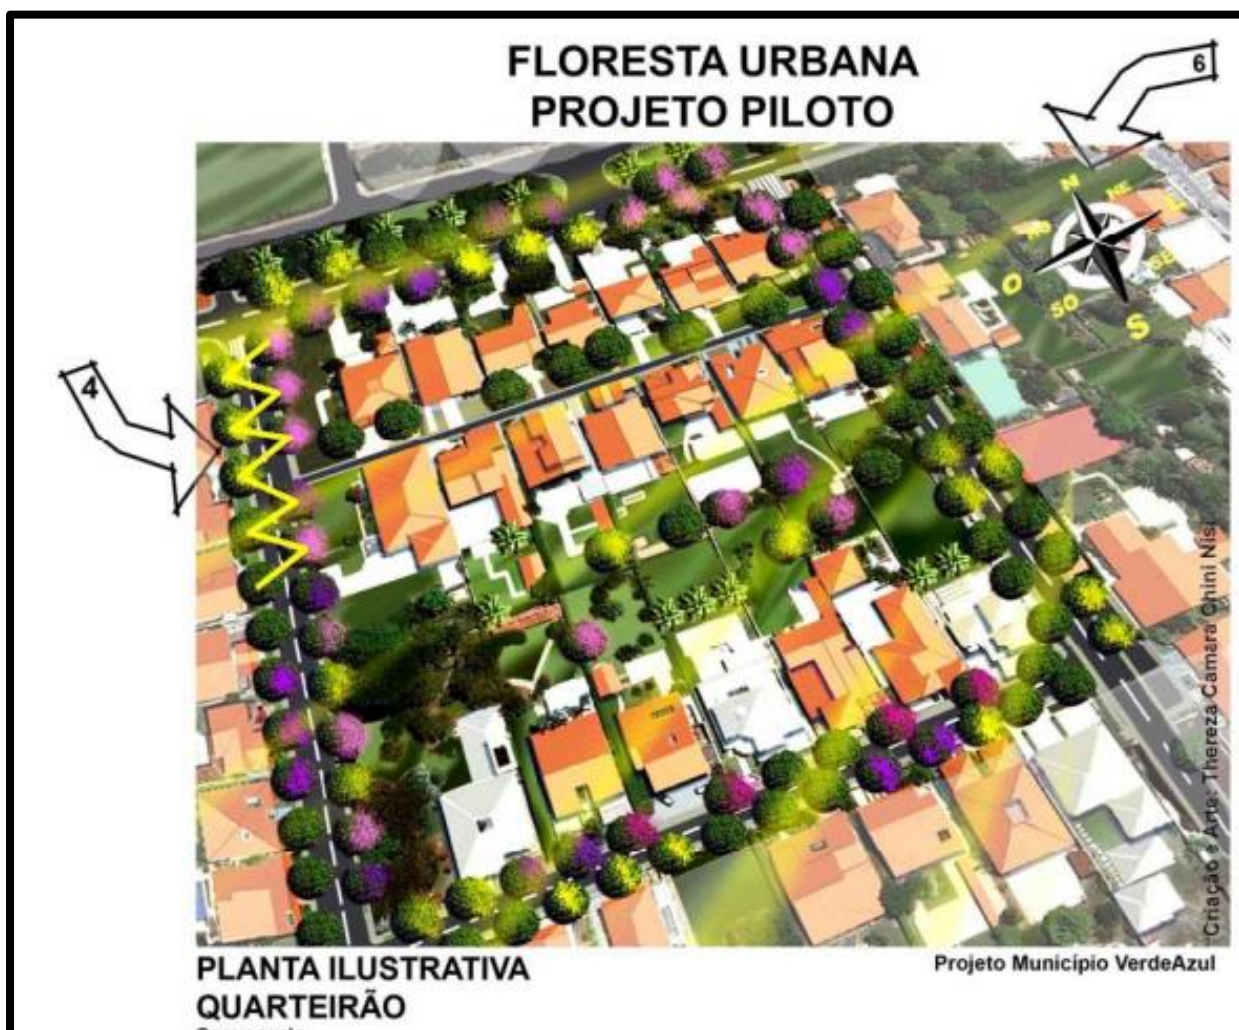 FLORESTA URBANA
PROJETO PILOTO
6
N
NE
SE
O
SO
S
4
Criação e Arte: Thereza Camara Chini Nisi
PLANTA ILUSTRATIVA
QUARTEIRÃO
Projeto Município VerdeAzul